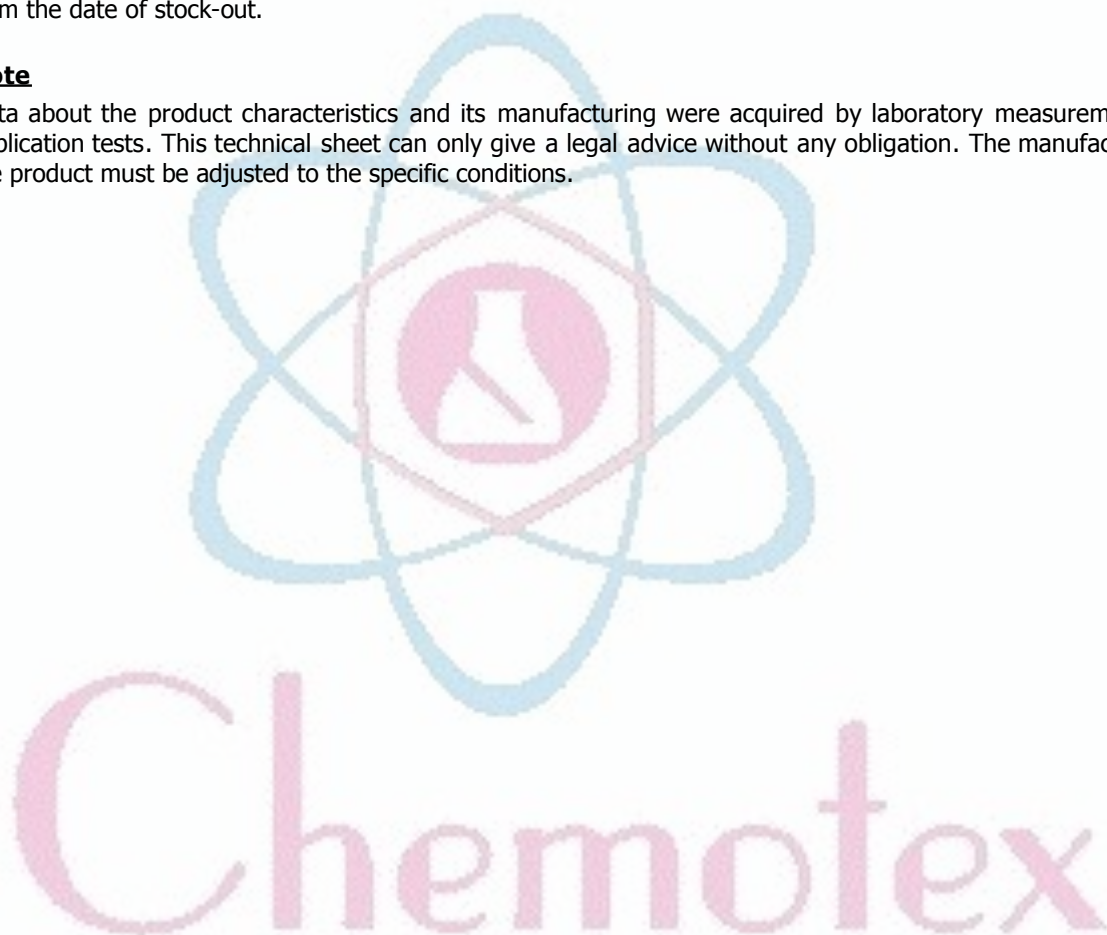 m the date of stock-out.
ote
ta about the product characteristics and its manufacturing were acquired by laboratory measurem
plication tests. This technical sheet can only give a legal advice without any obligation. The manufac
e product must be adjusted to the specific conditions.
Chemotex